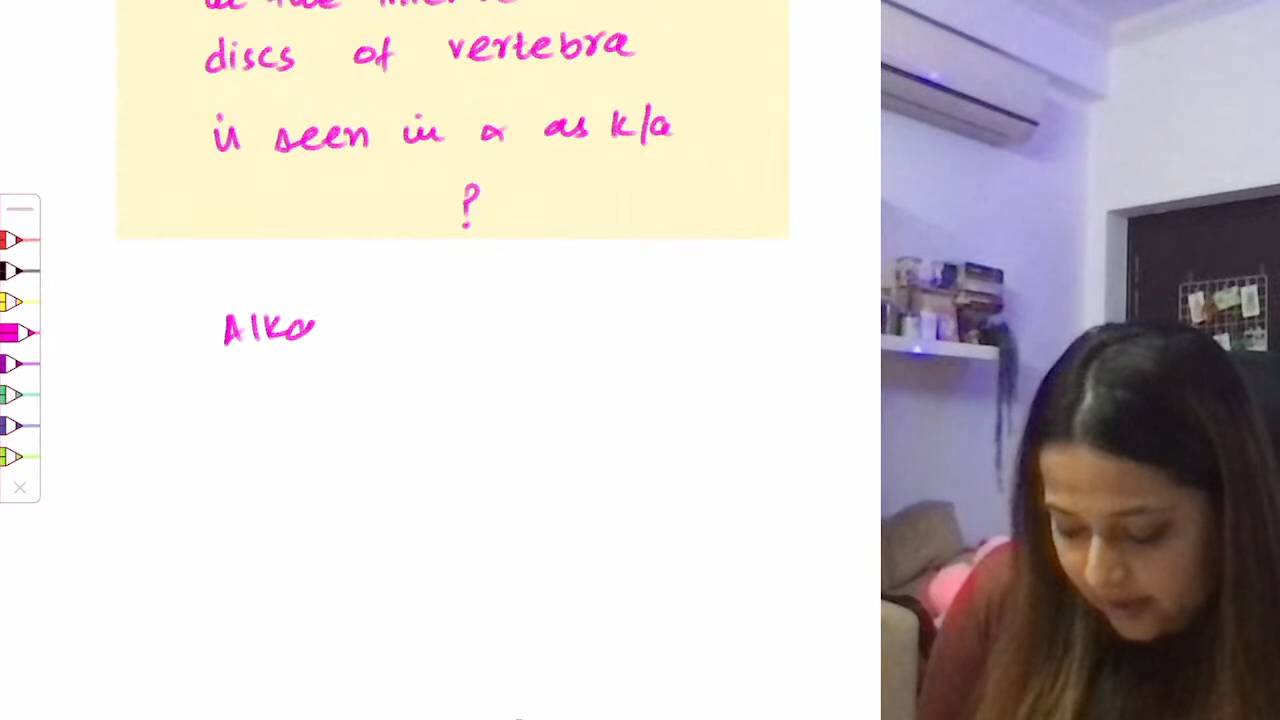 discs of vertebra
is seen in α as k/a
?
Alka